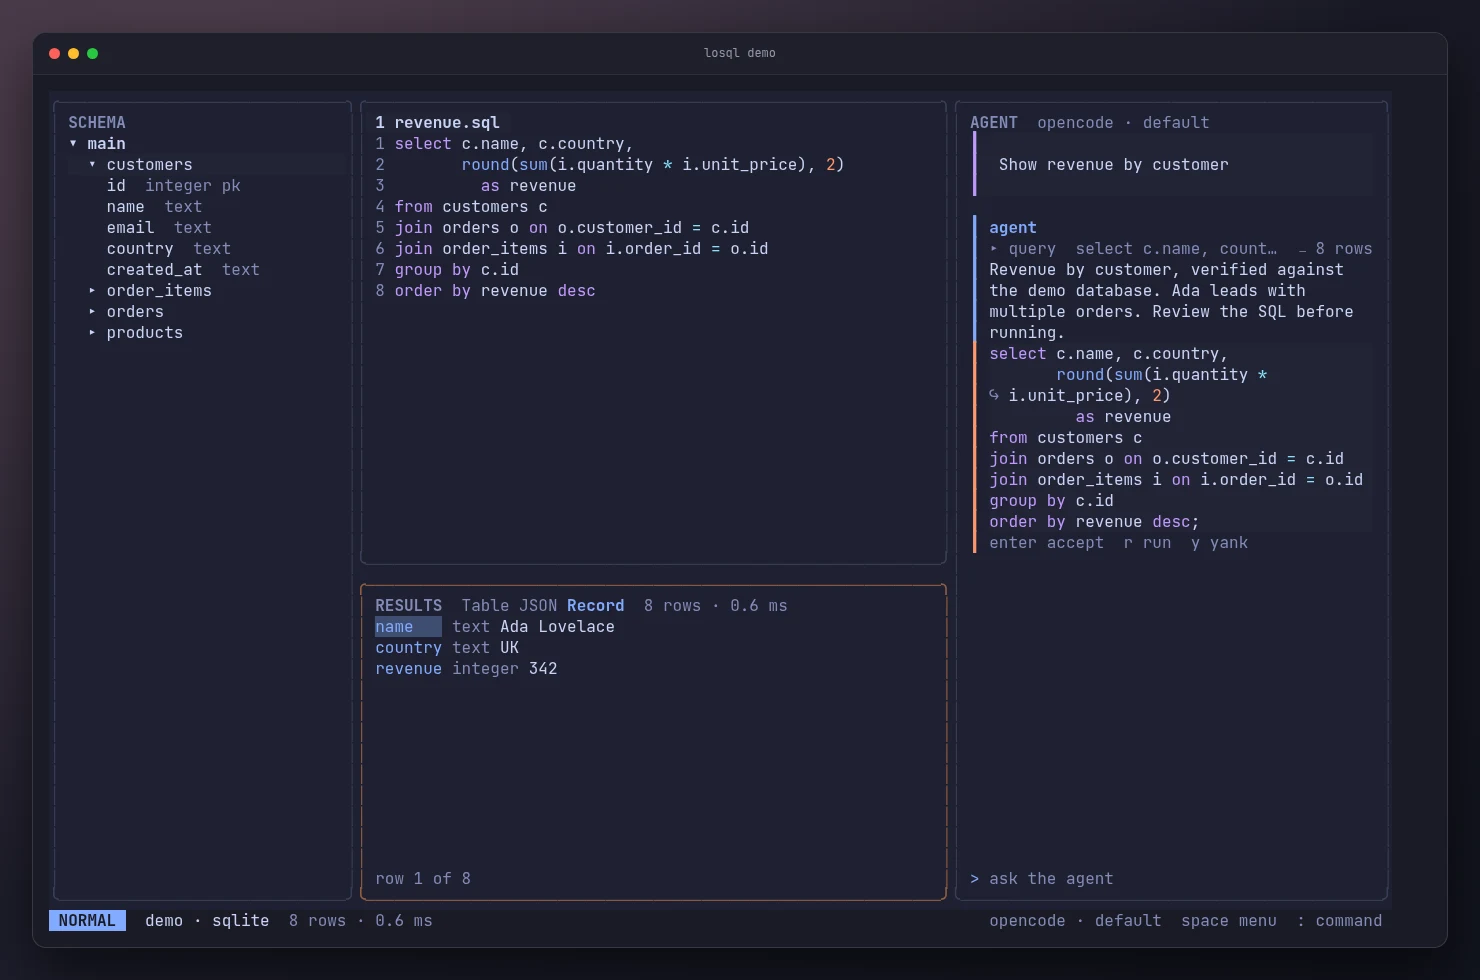 losql demo
SCHEMA
▾ main
▾ customers
id integer pk
name text
email text
country text
created_at text
▸ order_items
▸ orders
▸ products
1 revenue.sql
1 select c.name, c.country,
2 round(sum(i.quantity * i.unit_price), 2)
3 as revenue
4 from customers c
5 join orders o on o.customer_id = c.id
6 join order_items i on i.order_id = o.id
7 group by c.id
8 order by revenue desc
RESULTS Table JSON Record 8 rows · 0.6 ms
name text Ada Lovelace
country text UK
revenue integer 342
row 1 of 8
AGENT opencode · default
Show revenue by customer
agent
▸ query select c.name, count… — 8 rows
Revenue by customer, verified against
the demo database. Ada leads with
multiple orders. Review the SQL before
running.
select c.name, c.country,
round(sum(i.quantity *
↪ i.unit_price), 2)
as revenue
from customers c
join orders o on o.customer_id = c.id
join order_items i on i.order_id = o.id
group by c.id
order by revenue desc;
enter accept r run y yank
> ask the agent
NORMAL demo · sqlite 8 rows · 0.6 ms
opencode · default space menu : command